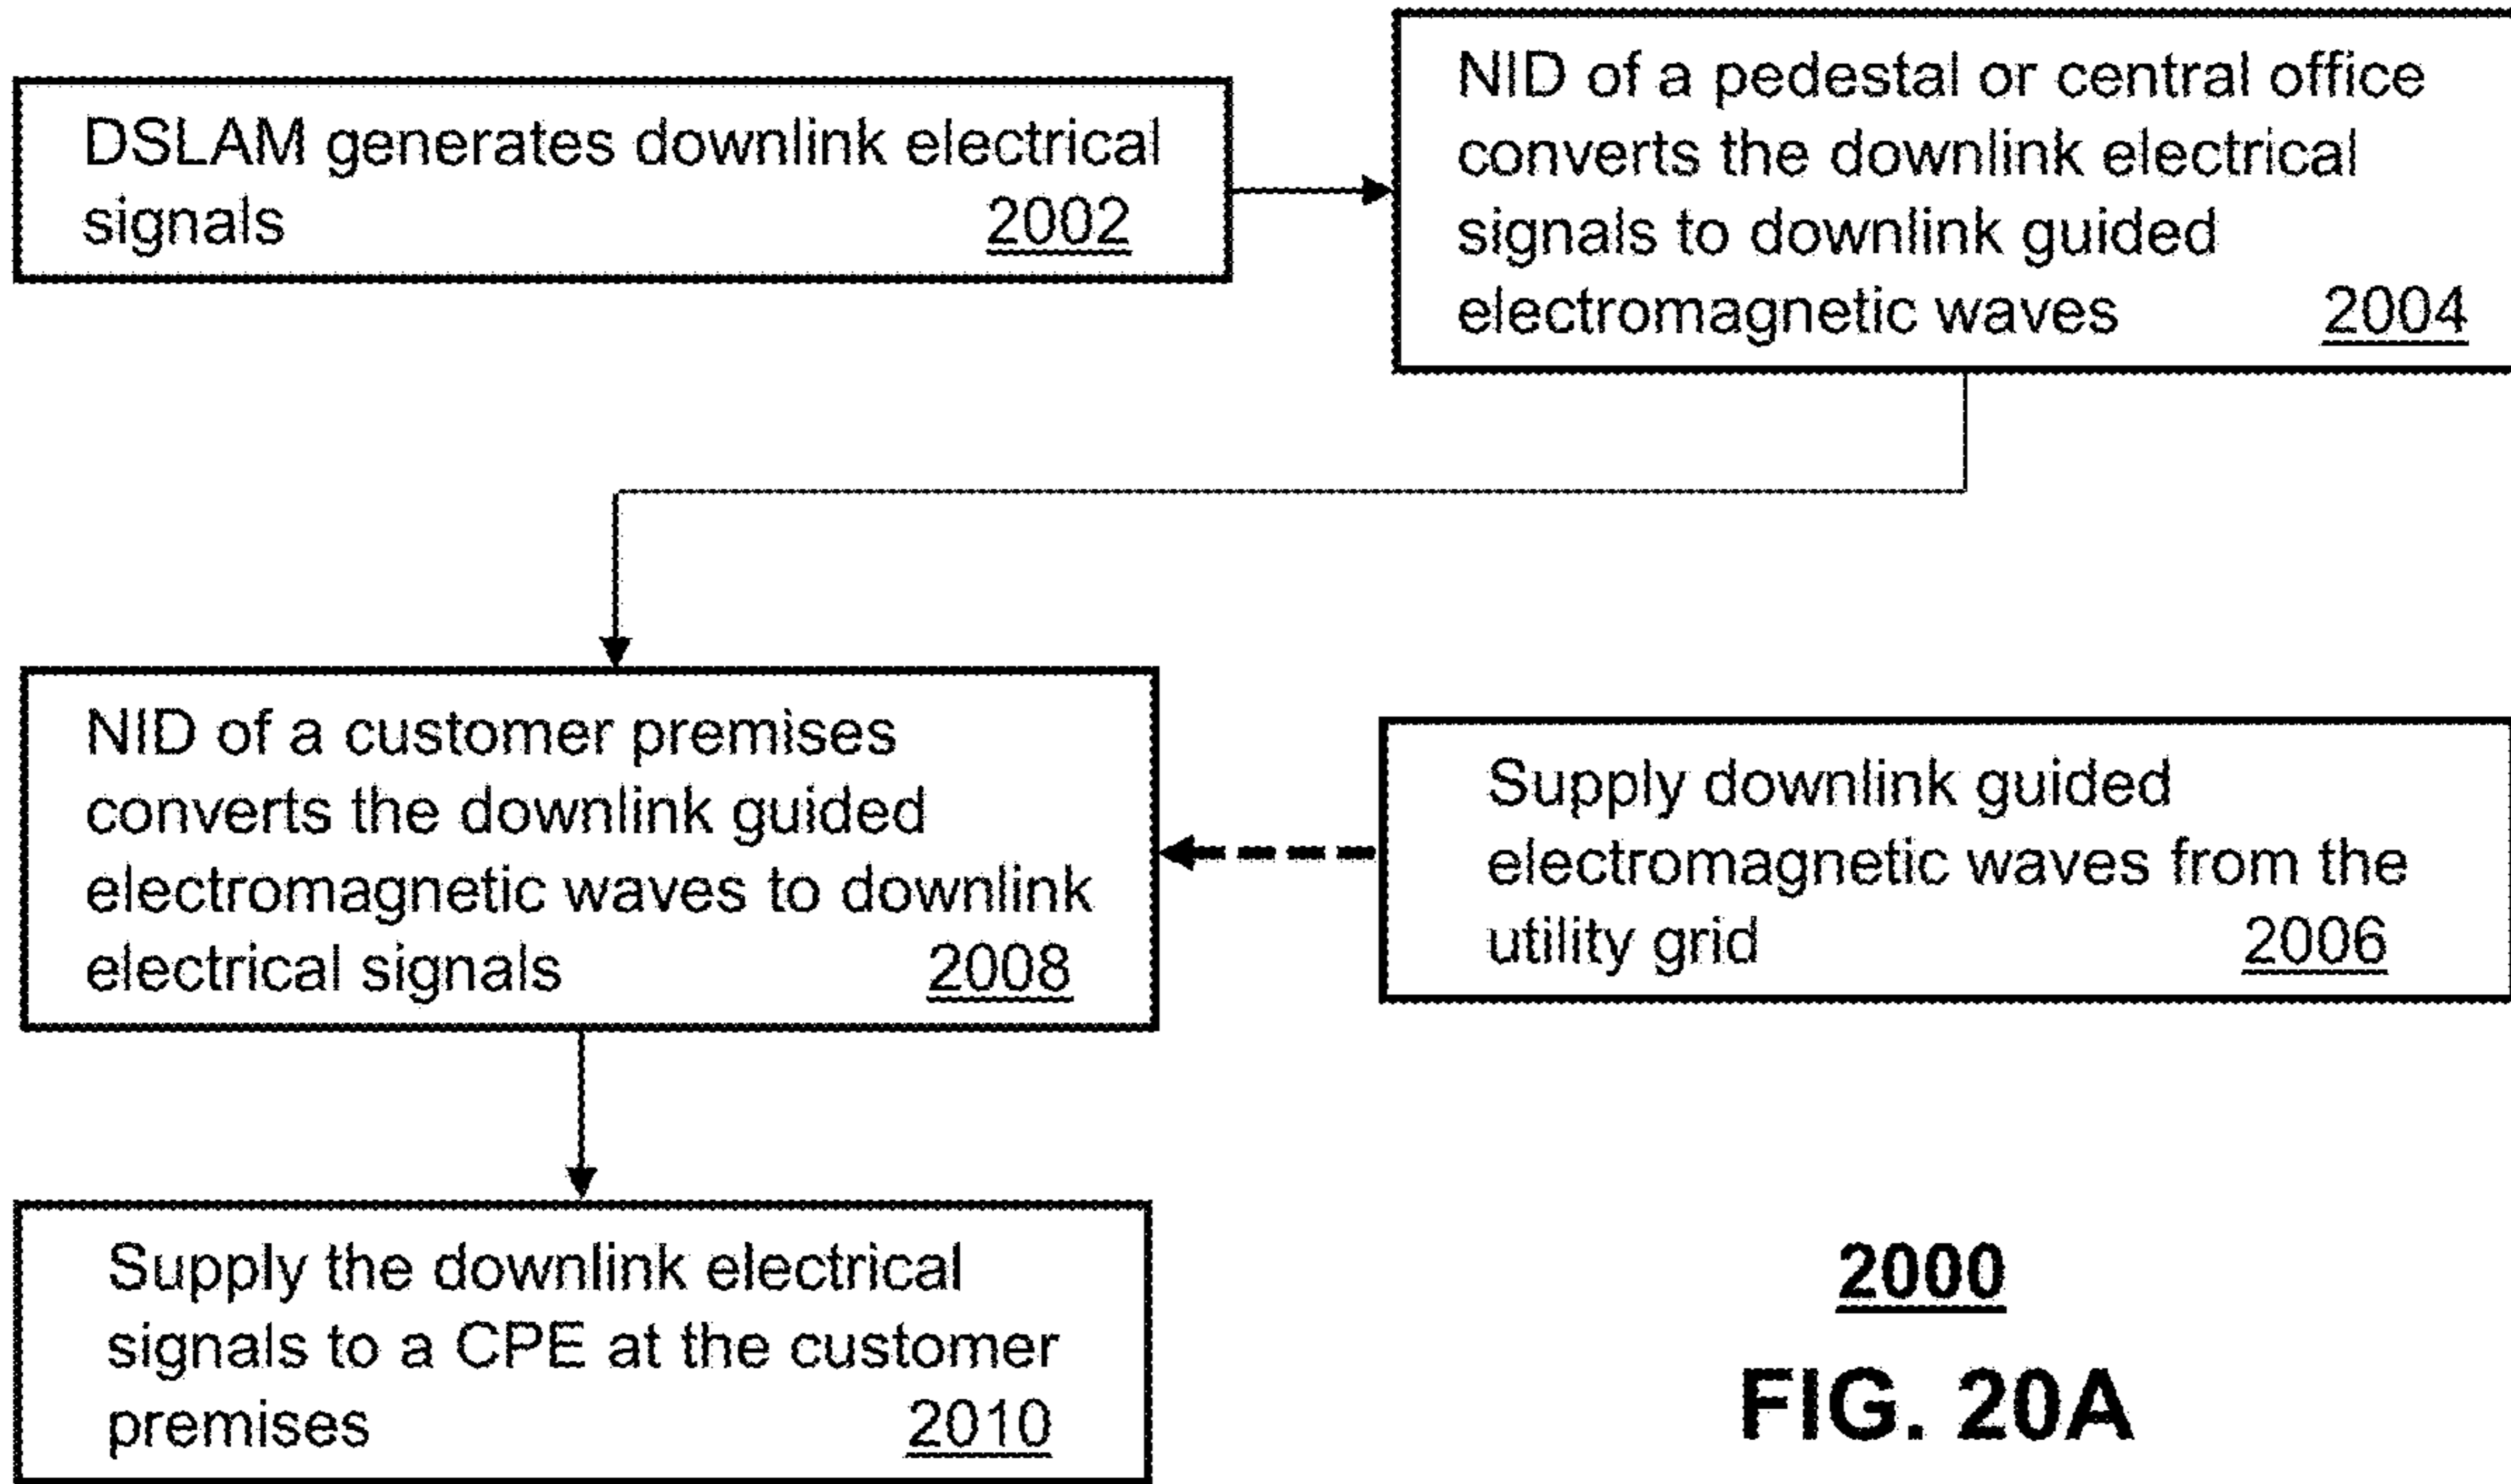 DSLAM generates downlink electrical
signals 2002
NID of a pedestal or central office
converts the downlink electrical
signals to downlink guided
electromagnetic waves 2004
NID of a customer premises
converts the downlink guided
electromagnetic waves to downlink
electrical signals 2008
Supply downlink guided
electromagnetic waves from the
utility grid 2006
Supply the downlink electrical
signals to a CPE at the customer
premises 2010
2000
FIG. 20A